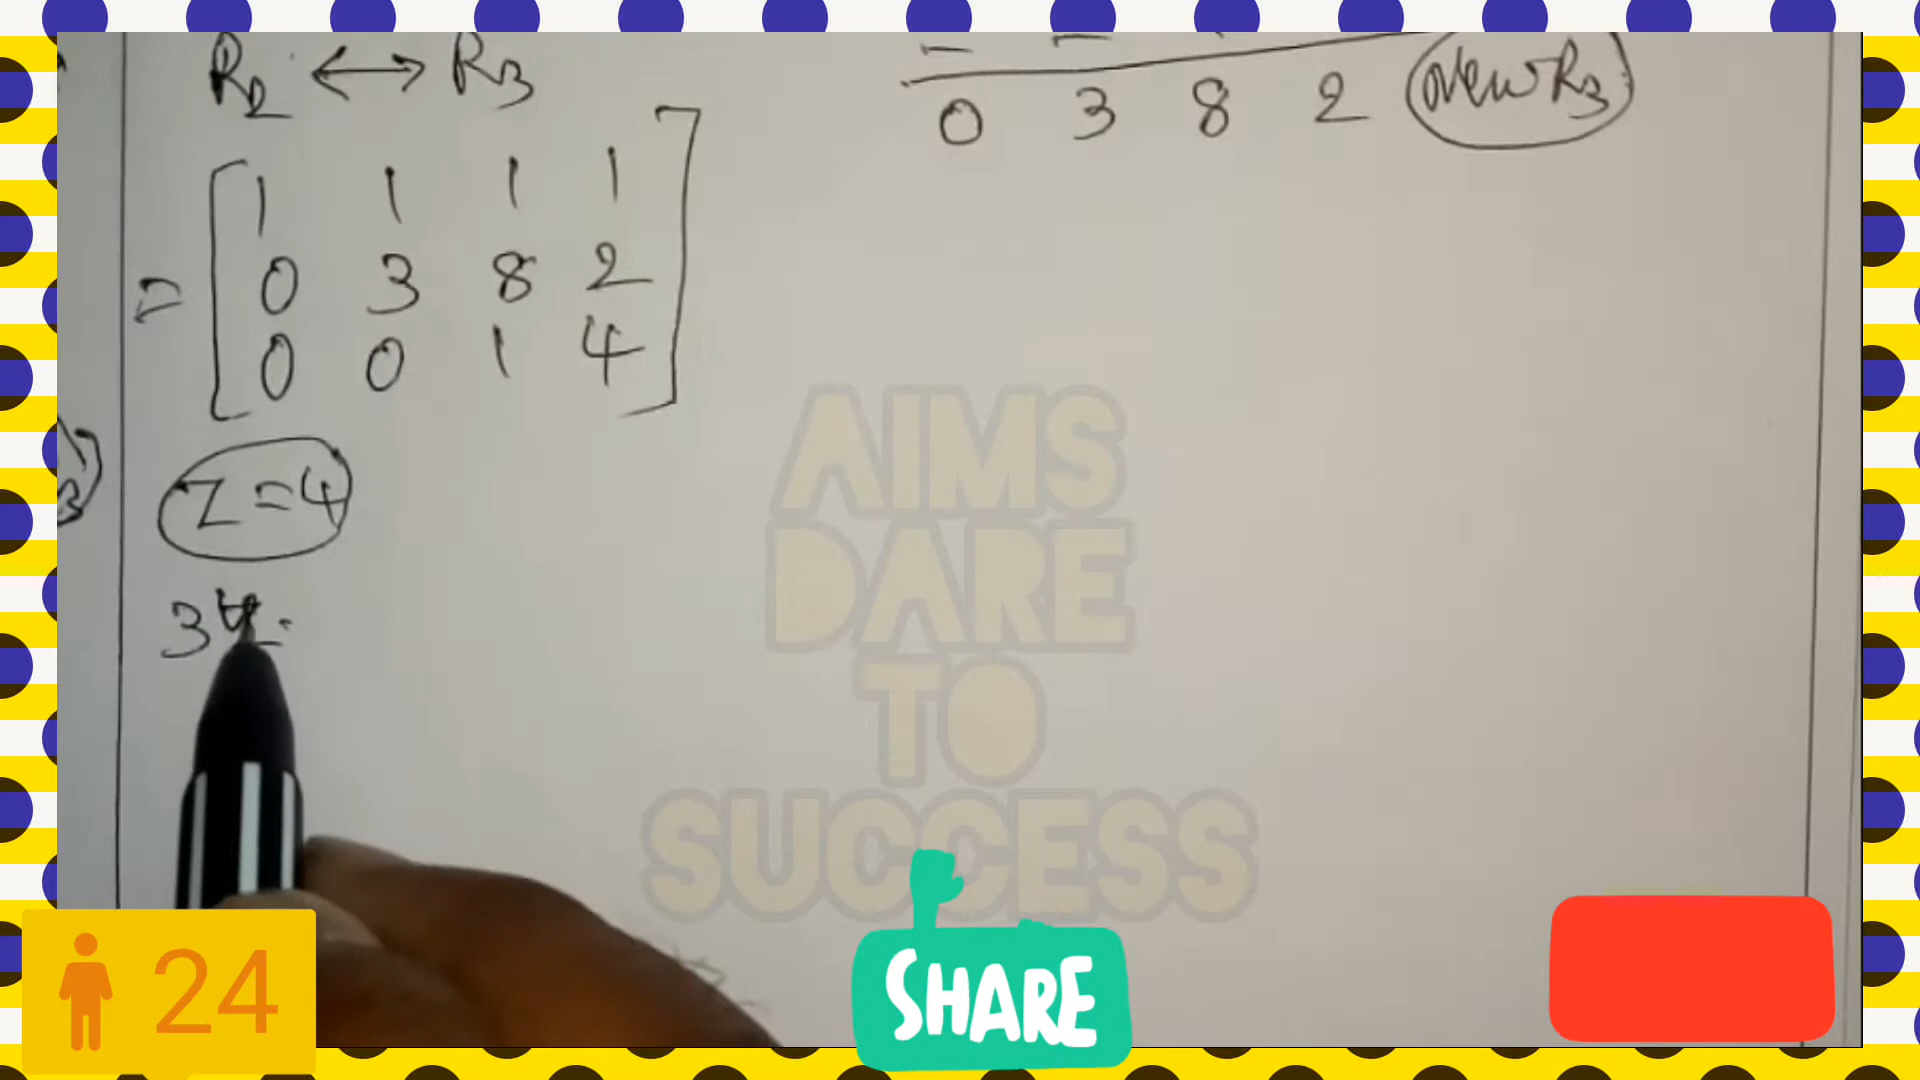 R2 ↔ R3
0 3 8 2 New R3
= [ 1 1 1 1
0 3 8 2
0 0 1 4 ]
Z = 4
3
AIMS
DARE
TO
SUCCESS
SHARE
24